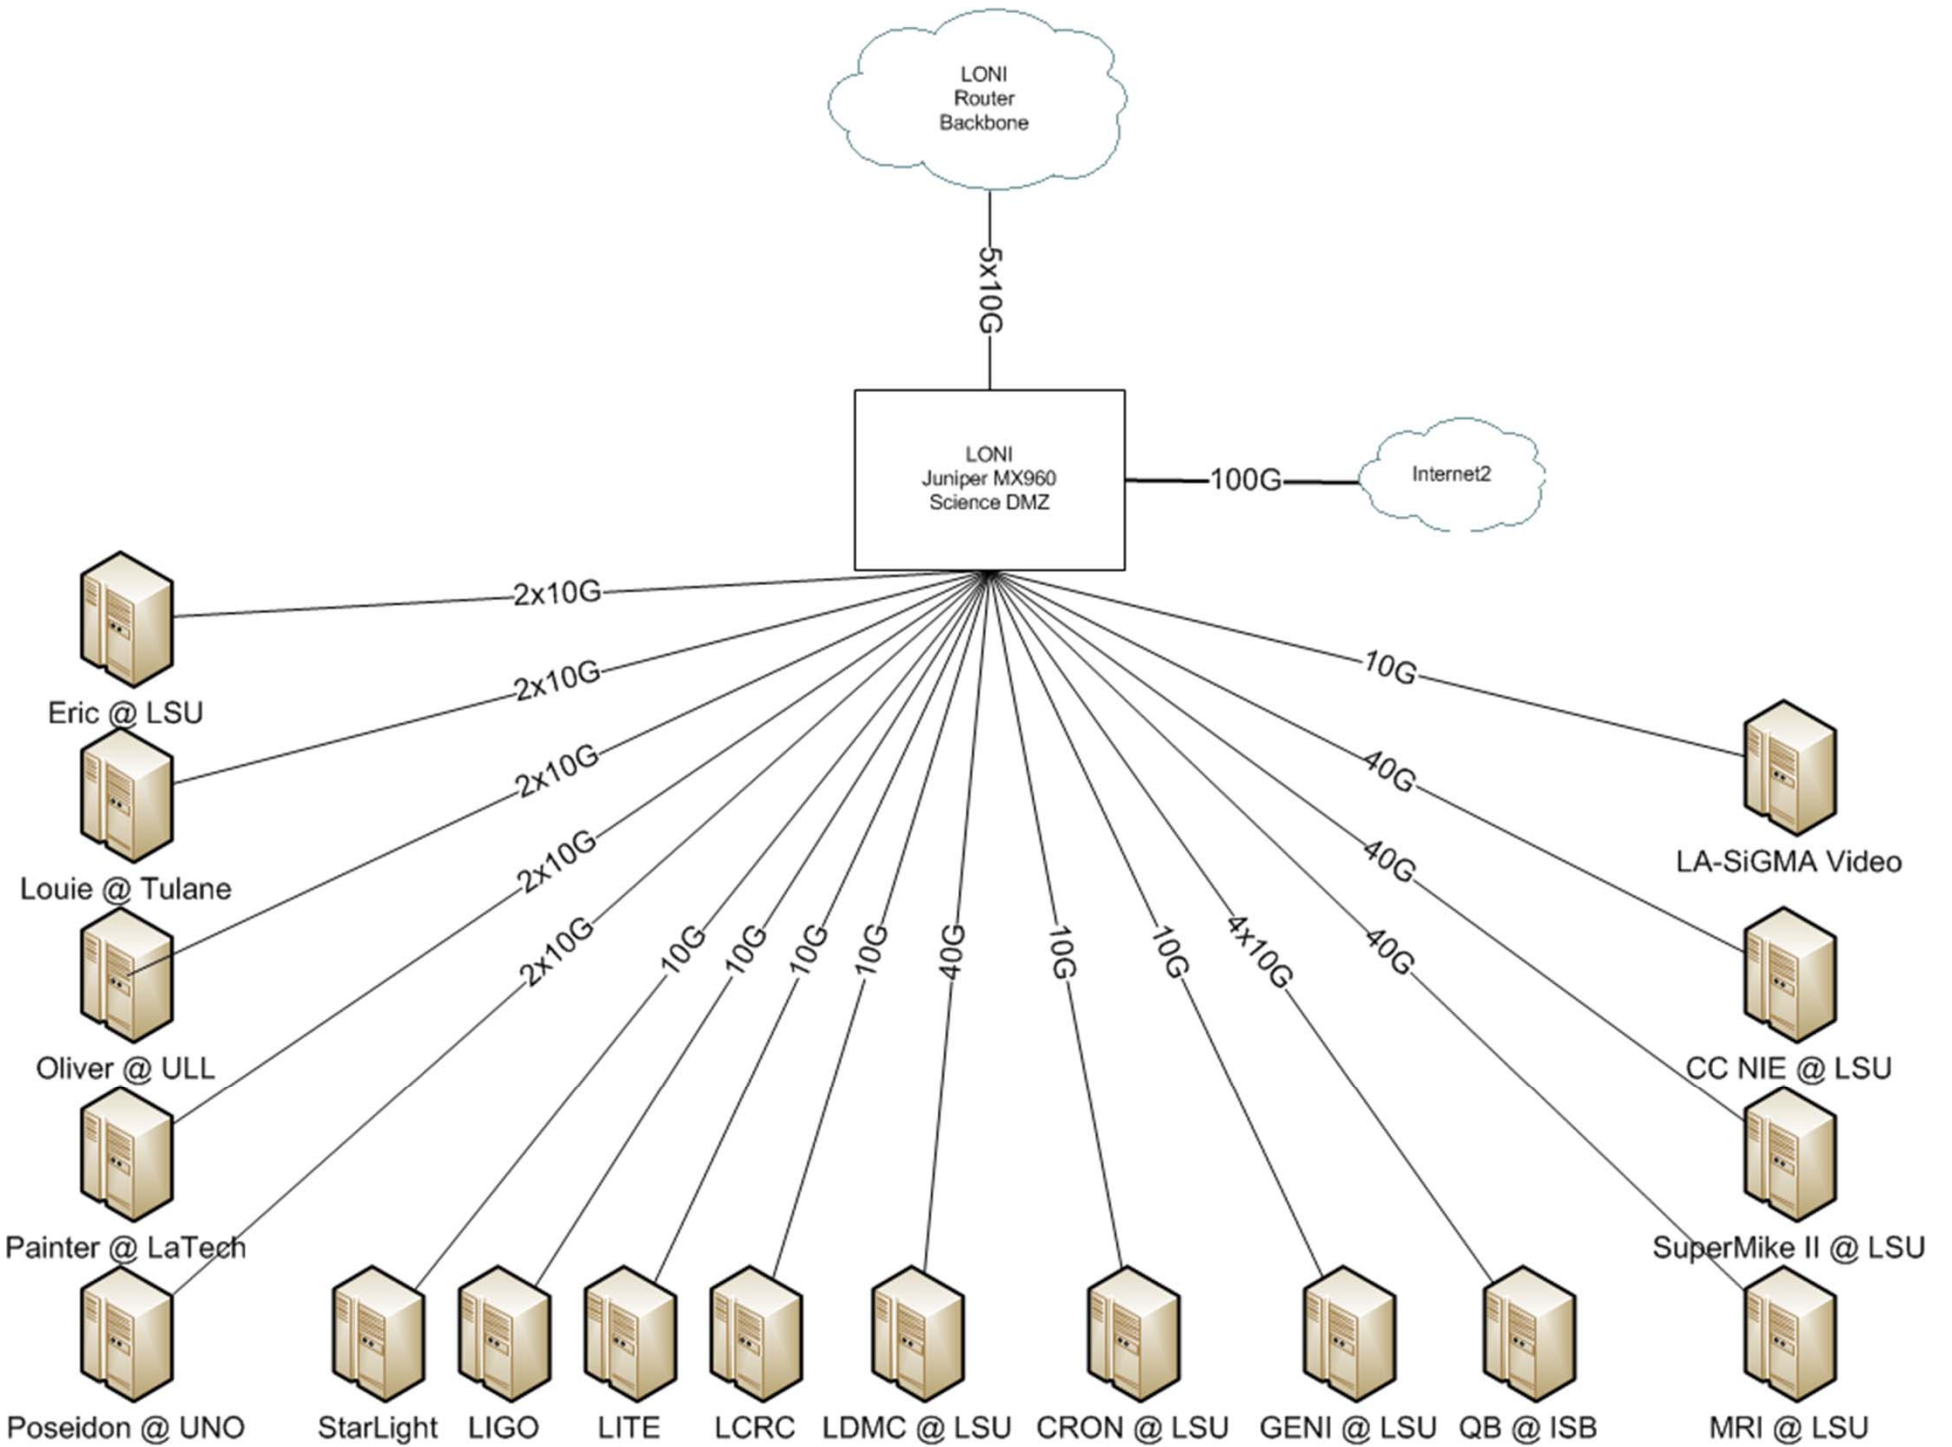 LONI
Router
Backbone
5x10G
LONI
Juniper MX960
Science DMZ
100G
Internet2
2x10G
2x10G
2x10G
2x10G
2x10G
10G
10G
10G
10G
40G
10G
10G
4x10G
40G
40G
40G
10G
Eric @ LSU
Louie @ Tulane
Oliver @ ULL
Painter @ LaTech
Poseidon @ UNO
StarLight
LIGO
LITE
LCRC
LDMC @ LSU
CRON @ LSU
GENI @ LSU
QB @ ISB
LA-SiGMA Video
CC NIE @ LSU
SuperMike II @ LSU
MRI @ LSU